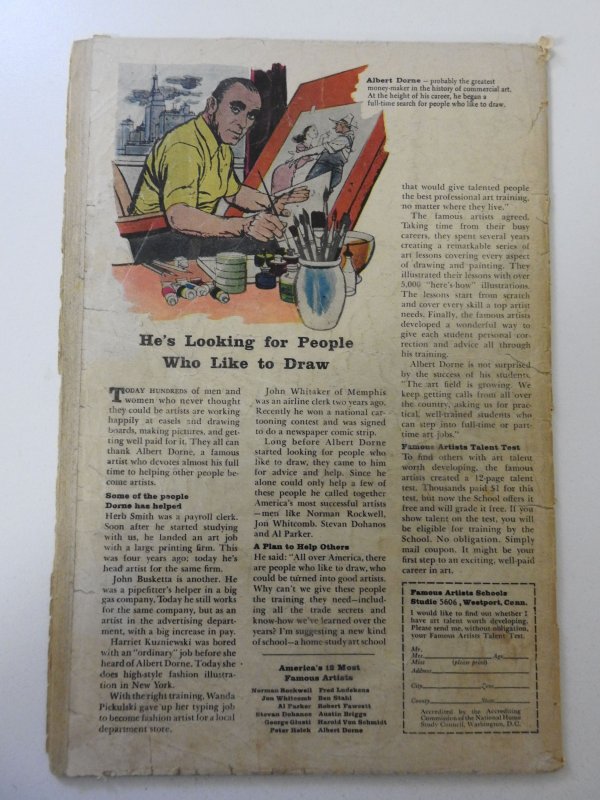 Albert Dorne — probably the greatest
money-maker in the history of commercial art.
At the height of his career, he began a
full-time search for people who like to draw.
He's Looking for People
Who Like to Draw
TODAY HUNDREDS of men and
women who never thought
they could be artists are working
happily at easels and drawing
boards, making pictures, and get-
ting well paid for it. They all can
thank Albert Dorne, a famous
artist who devotes almost his full
time to helping other people be-
come artists.
Some of the people
Dorne has helped
Herb Smith was a payroll clerk.
Soon after he started studying
with us, he landed an art job
with a large printing firm. This
was four years ago; today he's
head artist for the same firm.
John Busketta is another. He
was a pipefitter's helper in a big
gas company. Today he still works
for the same company, but as an
artist in the advertising depart-
ment, with a big increase in pay.
Harriet Kuzniewski was bored
with an "ordinary" job before she
heard of Albert Dorne. Today she
does high-style fashion illustra-
tion in New York.
With the right training, Wanda
Pickulski gave up her typing job
to become fashion artist for a local
department store.
John Whitaker of Memphis
was an airline clerk two years ago.
Recently he won a national car-
tooning contest and was signed
to do a newspaper comic strip.
Long before Albert Dorne
started looking for people who
like to draw, they came to him
for advice and help. Since he
alone could help only a few of
these people he called together
America's most successful artists
—men like Norman Rockwell,
Jon Whitcomb, Stevan Dohanos
and Al Parker.
A Plan to Help Others
He said: "All over America, there
are people who like to draw, who
could be turned into good artists.
Why can't we give these people
the training they need—includ-
ing all the trade secrets and
know-how we've learned over the
years? I'm suggesting a new kind
of school—a home study art school
America's 12 Most
Famous Artists
Norman Rockwell Fred Ludekens
Jon Whitcomb Ben Stahl
Al Parker Robert Fawcett
Stevan Dohanos Austin Briggs
George Giusti Harold Von Schmidt
Peter Helck Albert Dorne
that would give talented people
the best professional art training,
no matter where they live."
The famous artists agreed.
Taking time from their busy
careers, they spent several years
creating a remarkable series of
art lessons covering every aspect
of drawing and painting. They
illustrated their lessons with over
5,000 "here's-how" illustrations.
The lessons start from scratch
and cover every skill a top artist
needs. Finally, the famous artists
developed a wonderful way to
give each student personal cor-
rection and advice all through
his training.
Albert Dorne is not surprised
by the success of his students.
"The art field is growing. We
keep getting calls from all over
the country, asking us for prac-
tical, well-trained students who
can step into full-time or part-
time art jobs."
Famous Artists Talent Test
To find others with art talent
worth developing, the famous
artists created a 12-page talent
test. Thousands paid $1 for this
test, but now the School offers it
free and will grade it free. If you
show talent on the test, you will
be eligible for training by the
School. No obligation. Simply
mail coupon. It might be your
first step to an exciting, well-paid
career in art.
Famous Artists Schools
Studio 5606, Westport, Conn.
I would like to find out whether I
have art talent worth developing.
Please send me, without obligation,
your Famous Artists Talent Test.
Mr.
Mrs. Age
Miss (please print)
Address
City Zone
County State
Accredited by the Accrediting
Commission of the National Home
Study Council, Washington, D.C.